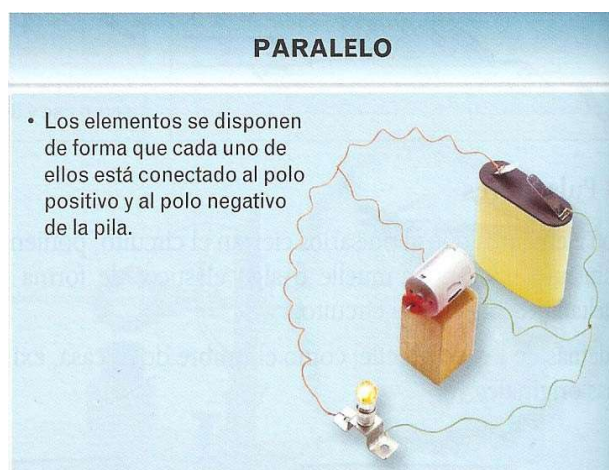 PARALELO
• Los elementos se disponen
de forma que cada uno de
ellos está conectado al polo
positivo y al polo negativo
de la pila.